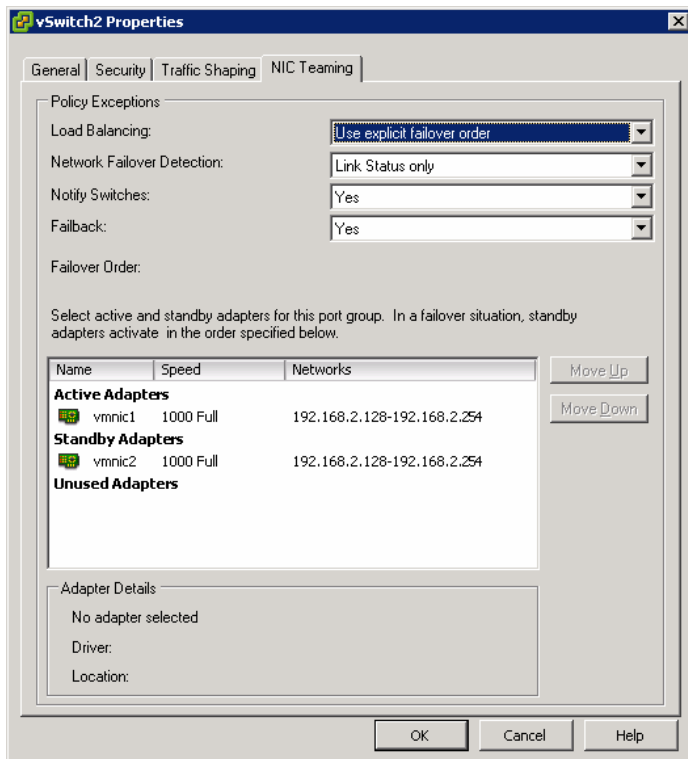 vSwitch2 Properties
General Security Traffic Shaping NIC Teaming
Policy Exceptions
Load Balancing: Use explicit failover order
Network Failover Detection: Link Status only
Notify Switches: Yes
Failback: Yes
Failover Order:
Select active and standby adapters for this port group. In a failover situation, standby
adapters activate in the order specified below.
Name Speed Networks
Move Up
Active Adapters
vmnic1 1000 Full 192.168.2.128-192.168.2.254
Move Down
Standby Adapters
vmnic2 1000 Full 192.168.2.128-192.168.2.254
Unused Adapters
Adapter Details
No adapter selected
Driver:
Location:
OK Cancel Help